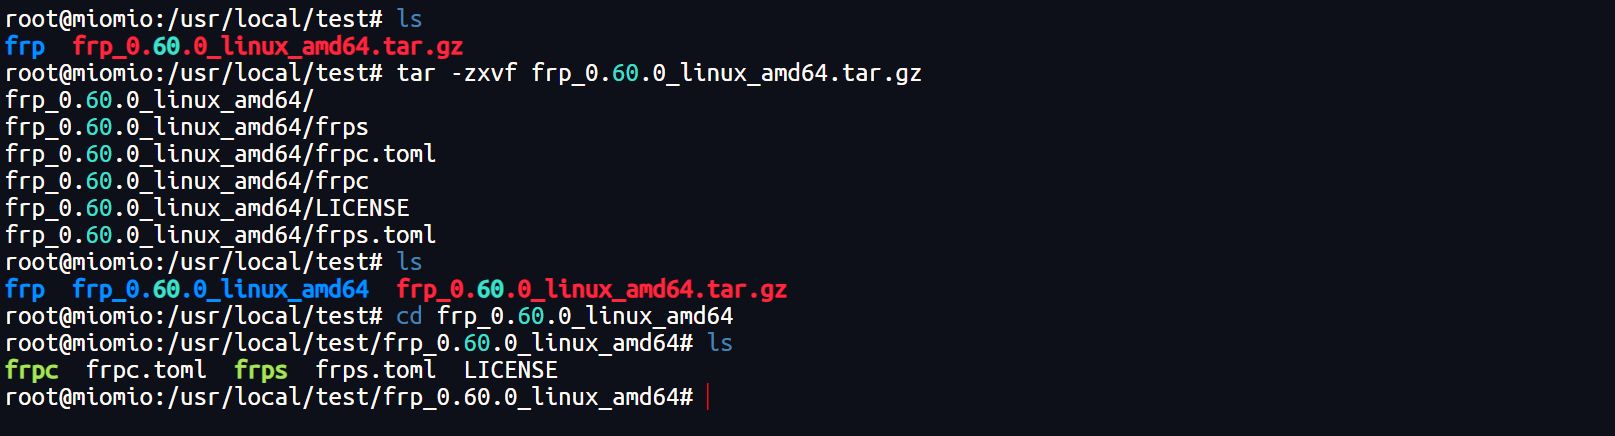 root@miomio:/usr/local/test# ls
frp  frp_0.60.0_linux_amd64.tar.gz
root@miomio:/usr/local/test# tar -zxvf frp_0.60.0_linux_amd64.tar.gz
frp_0.60.0_linux_amd64/
frp_0.60.0_linux_amd64/frps
frp_0.60.0_linux_amd64/frpc.toml
frp_0.60.0_linux_amd64/frpc
frp_0.60.0_linux_amd64/LICENSE
frp_0.60.0_linux_amd64/frps.toml
root@miomio:/usr/local/test# ls
frp  frp_0.60.0_linux_amd64  frp_0.60.0_linux_amd64.tar.gz
root@miomio:/usr/local/test# cd frp_0.60.0_linux_amd64
root@miomio:/usr/local/test/frp_0.60.0_linux_amd64# ls
frpc  frpc.toml  frps  frps.toml  LICENSE
root@miomio:/usr/local/test/frp_0.60.0_linux_amd64#